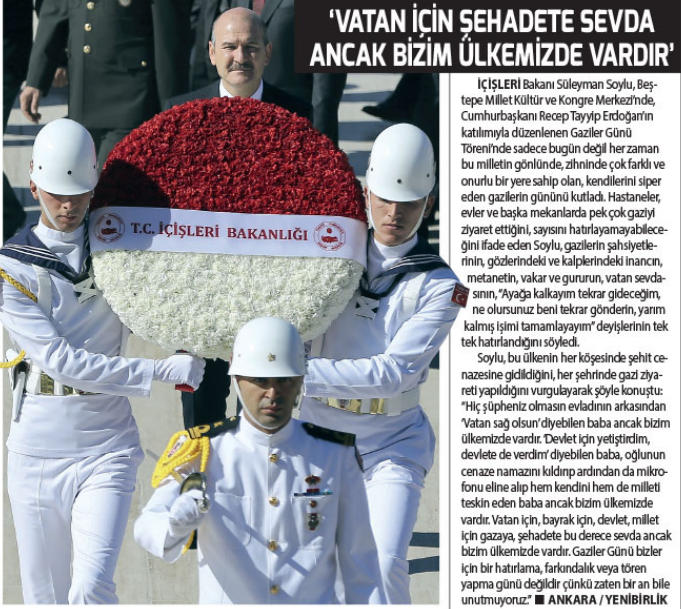 'VATAN İÇİN ŞEHADETE SEVDA
ANCAK BİZİM ÜLKEMİZDE VARDIR'
T.C. İÇİŞLERİ BAKANLIĞI
İÇİŞLERİ Bakanı Süleyman Soylu, Beş-
tepe Millet Kültür ve Kongre Merkezi'nde,
Cumhurbaşkanı Recep Tayyip Erdoğan'ın
katılımıyla düzenlenen Gaziler Günü
Töreni'nde sadece bugün değil her zaman
bu milletin gönlünde, zihninde çok farklı ve
onurlu bir yere sahip olan, kendilerini siper
eden gazilerin gününü kutladı. Hastaneler,
evler ve başka mekanlarda pek çok gaziyi
ziyaret ettiğini, sayısını hatırlayamayabilece-
ğini ifade eden Soylu, gazilerin şahsiyetle-
rinin, gözlerindeki ve kalplerindeki inancın,
metanetin, vakar ve gururun, vatan sevda-
sının, "Ayağa kalkayım tekrar gideceğim,
ne olursunuz beni tekrar gönderin, yarım
kalmış işimi tamamlayayım" deyişlerinin tek
tek hatırlandığını söyledi.
Soylu, bu ülkenin her köşesinde şehit ce-
nazesine gidildiğini, her şehrinde gazi ziya-
reti yapıldığını vurgulayarak şöyle konuştu:
"Hiç şüpheniz olmasın evladının arkasından
'Vatan sağ olsun' diyebilen baba ancak bizim
ülkemizde vardır. 'Devlet için yetiştirdim,
devlete de verdim' diyebilen baba, oğlunun
cenaze namazını kıldırıp ardından da mikro-
fonu eline alıp hem kendini hem de milleti
teskin eden baba ancak bizim ülkemizde
vardır. Vatan için, bayrak için, devlet, millet
için gazaya, şehadete bu derece sevda ancak
bizim ülkemizde vardır. Gaziler Günü bizler
için bir hatırlama, farkındalık veya tören
yapma günü değildir çünkü zaten bir an bile
unutmuyoruz." ■ ANKARA / YENİBİRLİK